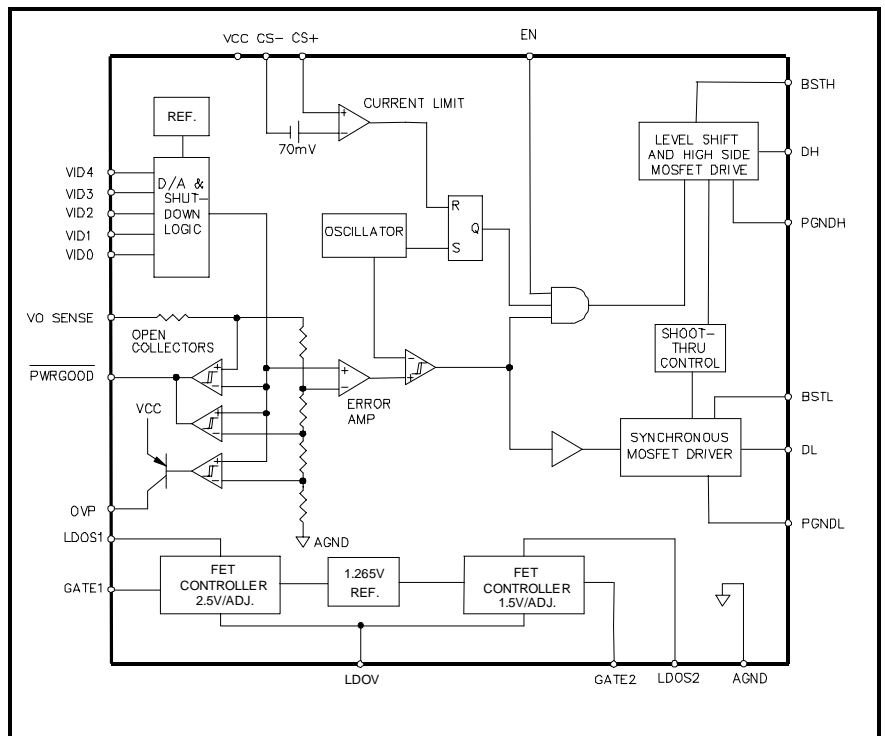 VCC CS- CS+
EN
BSTH
CURRENT LIMIT
REF.
+
-
70mV
LEVEL SHIFT
AND HIGH SIDE
MOSFET DRIVE
DH
VID4
VID3
VID2
VID1
VID0
D/A &
SHUT-
DOWN
LOGIC
R
Q
S
OSCILLATOR
PGNDH
VO SENSE
OPEN
COLLECTORS
SHOOT-
THRU
CONTROL
PWRGOOD
+
-
+
-
-
+
ERROR
AMP
VCC
+
-
BSTL
SYNCHRONOUS
MOSFET DRIVER
DL
+
-
OVP
PGNDL
LDOS1
AGND
GATE1
FET
CONTROLLER
2.5V/ADJ.
1.265V
REF.
FET
CONTROLLER
1.5V/ADJ.
LDOV
GATE2
LDOS2
AGND